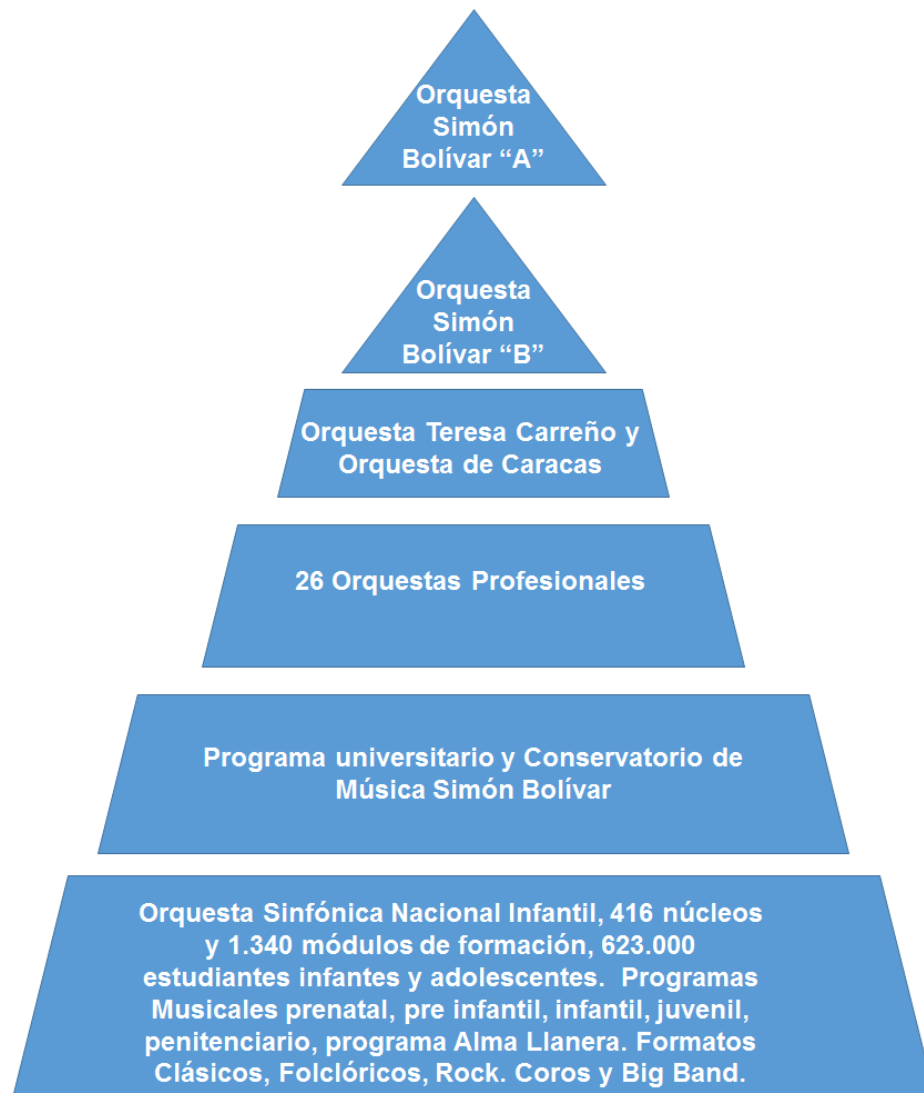 Orquesta
Simón
Bolívar “A”
Orquesta
Simón
Bolívar “B”
Orquesta Teresa Carreño y
Orquesta de Caracas
26 Orquestas Profesionales
Programa universitario y Conservatorio de
Música Simón Bolívar
Orquesta Sinfónica Nacional Infantil, 416 núcleos
y 1.340 módulos de formación, 623.000
estudiantes infantes y adolescentes.  Programas
Musicales prenatal, pre infantil, infantil, juvenil,
penitenciario, programa Alma Llanera. Formatos
Clásicos, Folclóricos, Rock. Coros y Big Band.